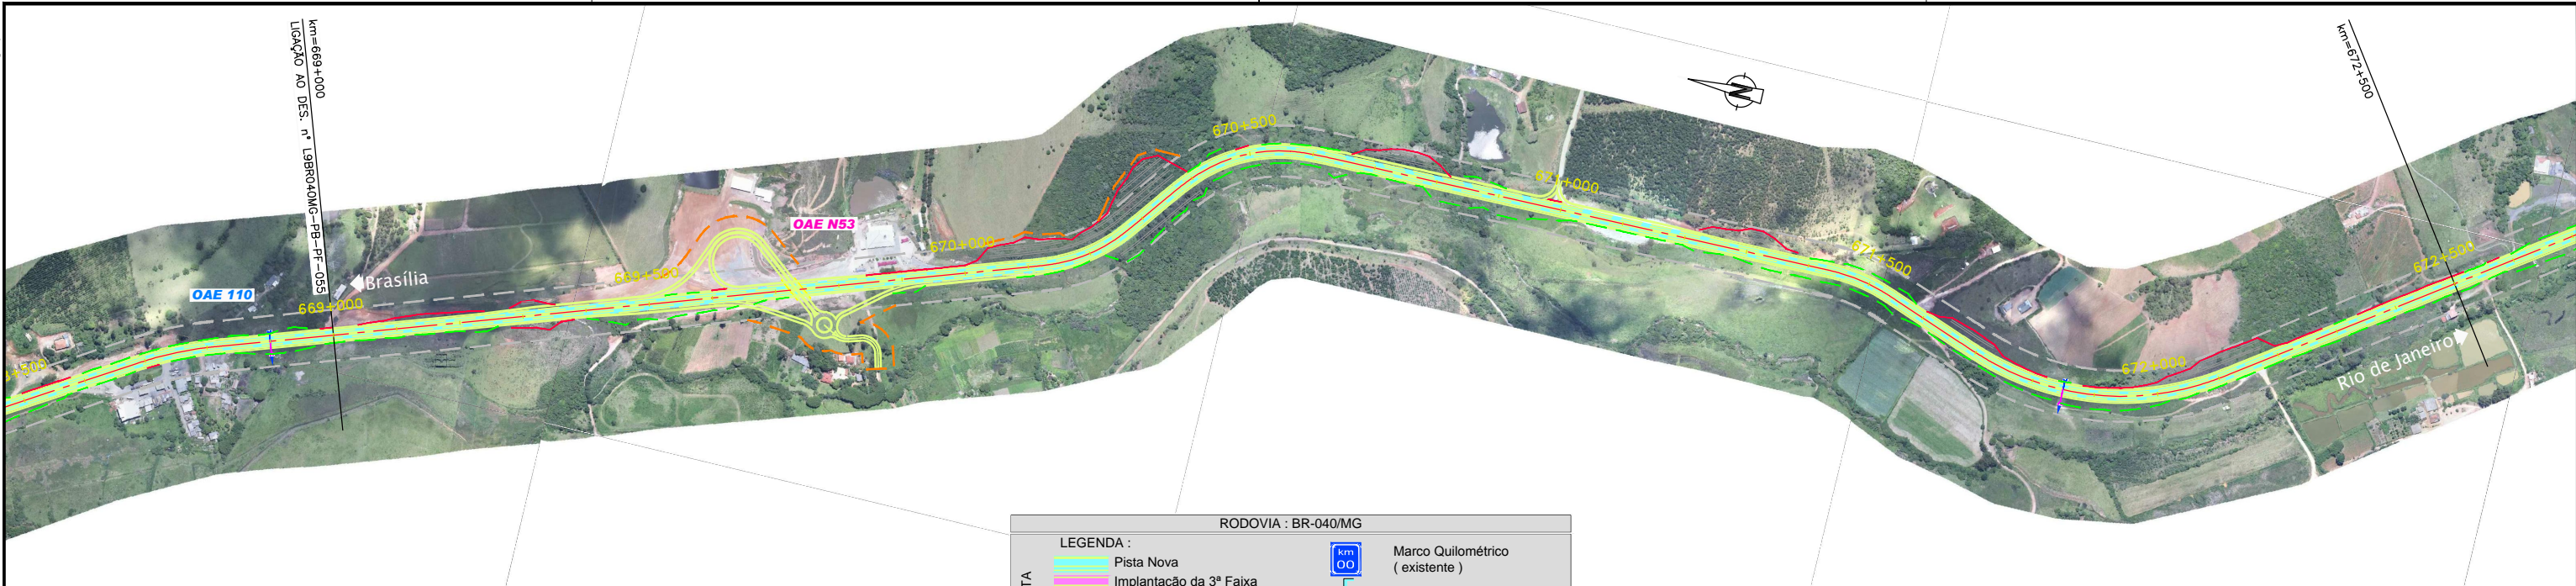 km=669+000
LIGAÇÃO AO DES. nº L9BR040MG-PB-PF-055
Brasília
OAE 110
669+000
669+500
OAE N53
670+000
670+500
671+000
671+500
672+000
672+500
km=672+500
Rio de Janeiro
N
RODOVIA : BR-040/MG
LEGENDA :
Pista Nova
Implantação da 3ª Faixa
km
00
Marco Quilométrico
( existente )